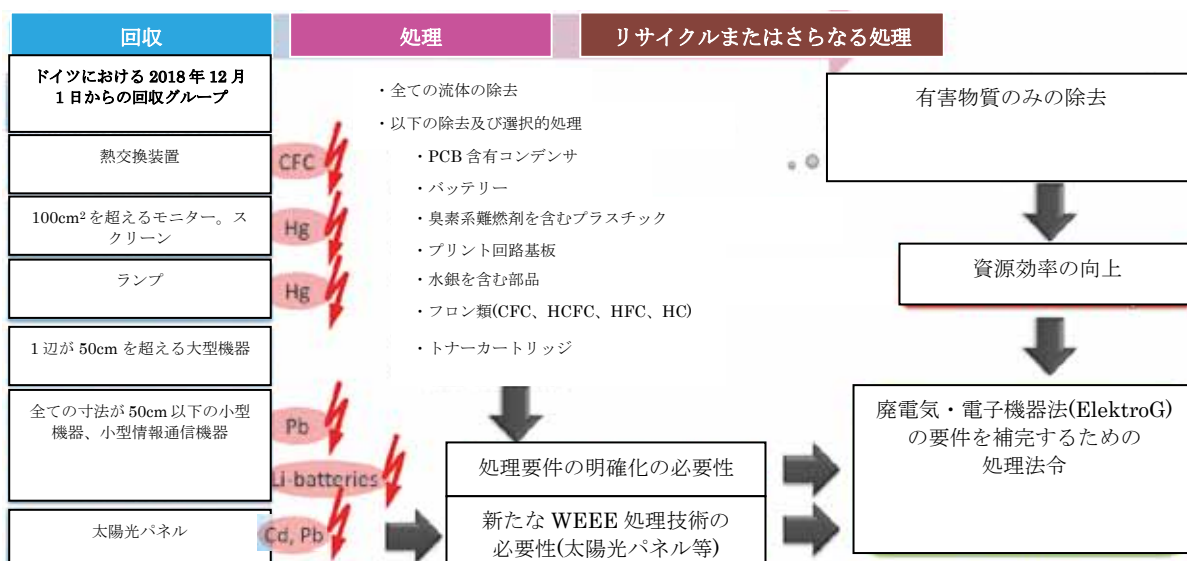 回収
処理
リサイクルまたはさらなる処理
ドイツにおける 2018 年 12 月
1 日からの回収グループ
熱交換装置
CFC
100cm²を超えるモニター。ス
クリーン
Hg
ランプ
Hg
1 辺が 50cm を超える大型機器
全ての寸法が 50cm 以下の小型
機器、小型情報通信機器
Pb
Li-batteries
太陽光パネル
Cd, Pb
・全ての流体の除去
・以下の除去及び選択的処理
・PCB 含有コンデンサ
・バッテリー
・臭素系難燃剤を含むプラスチック
・プリント回路基板
・水銀を含む部品
・フロン類(CFC、HCFC、HFC、HC)
・トナーカートリッジ
処理要件の明確化の必要性
新たな WEEE 処理技術の
必要性(太陽光パネル等)
有害物質のみの除去
資源効率の向上
廃電気・電子機器法(ElektroG)
の要件を補完するための
処理法令